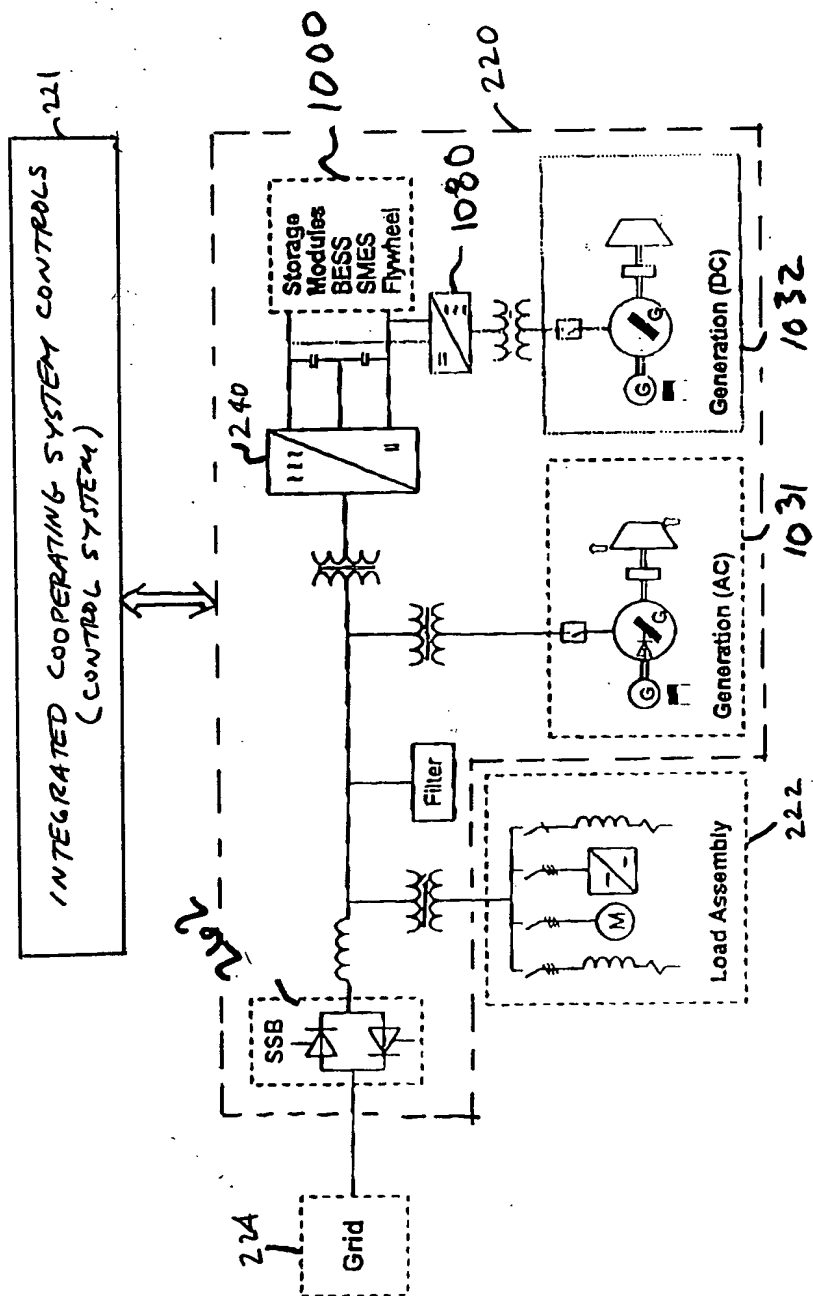 INTEGRATED COOPERATING SYSTEM CONTROLS
(CONTROL SYSTEM)
221
220
1000
Storage
Modules
BESS
SMES
Flywheel
240
1080
SSB
224
Grid
Filter
G
G
Generation (DC)
1032
G
G
Generation (AC)
1031
M
Load Assembly
222